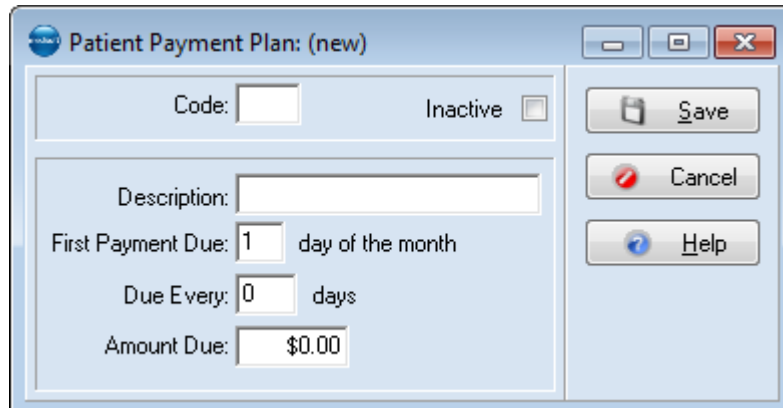 Patient Payment Plan: (new)
Code:
Inactive
Save
Description:
Cancel
First Payment Due: 1 day of the month
Help
Due Every: 0 days
Amount Due: $0.00